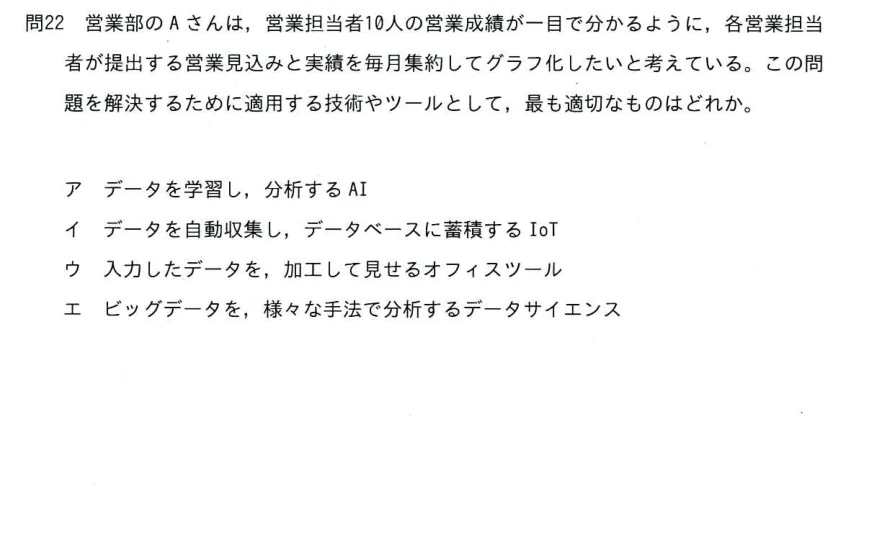 問22　営業部の A さんは，営業担当者10人の営業成績が一目で分かるように，各営業担当
者が提出する営業見込みと実績を毎月集約してグラフ化したいと考えている。この問
題を解決するために適用する技術やツールとして，最も適切なものはどれか。
ア　データを学習し，分析する AI
イ　データを自動収集し，データベースに蓄積する IoT
ウ　入力したデータを，加工して見せるオフィスツール
エ　ビッグデータを，様々な手法で分析するデータサイエンス